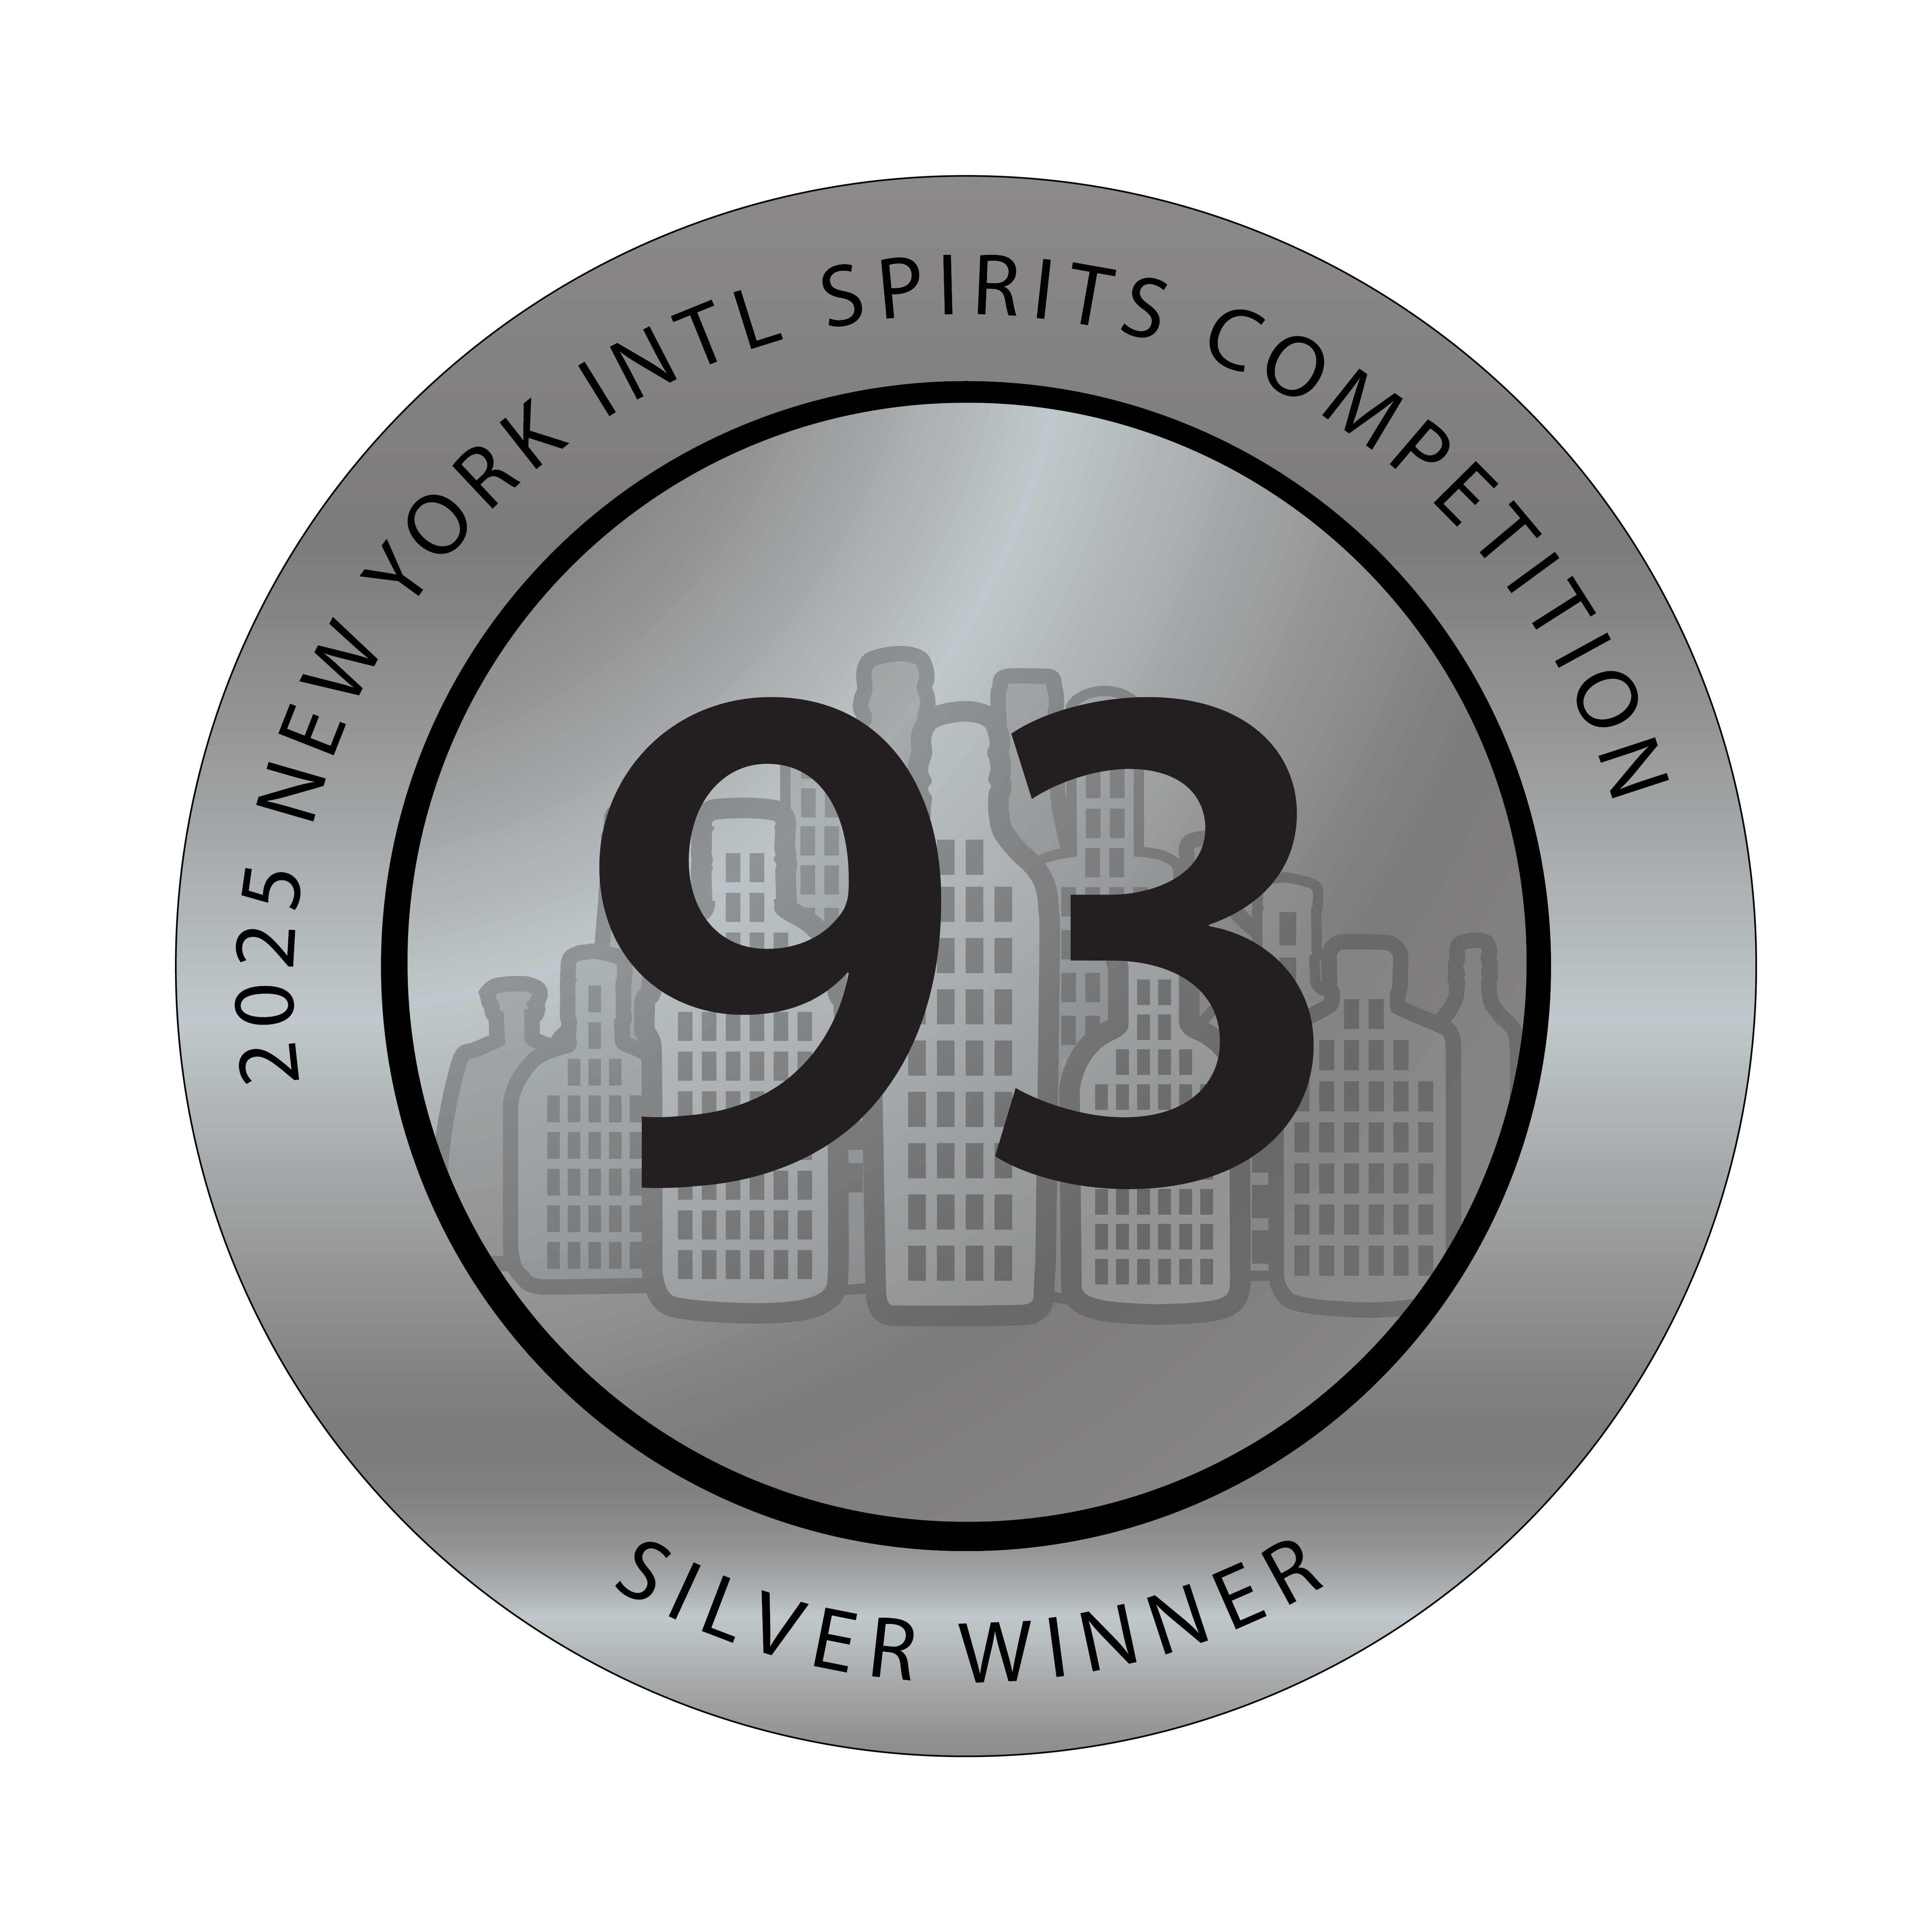 2025 NEW YORK INTL SPIRITS COMPETITION
93
SILVER WINNER